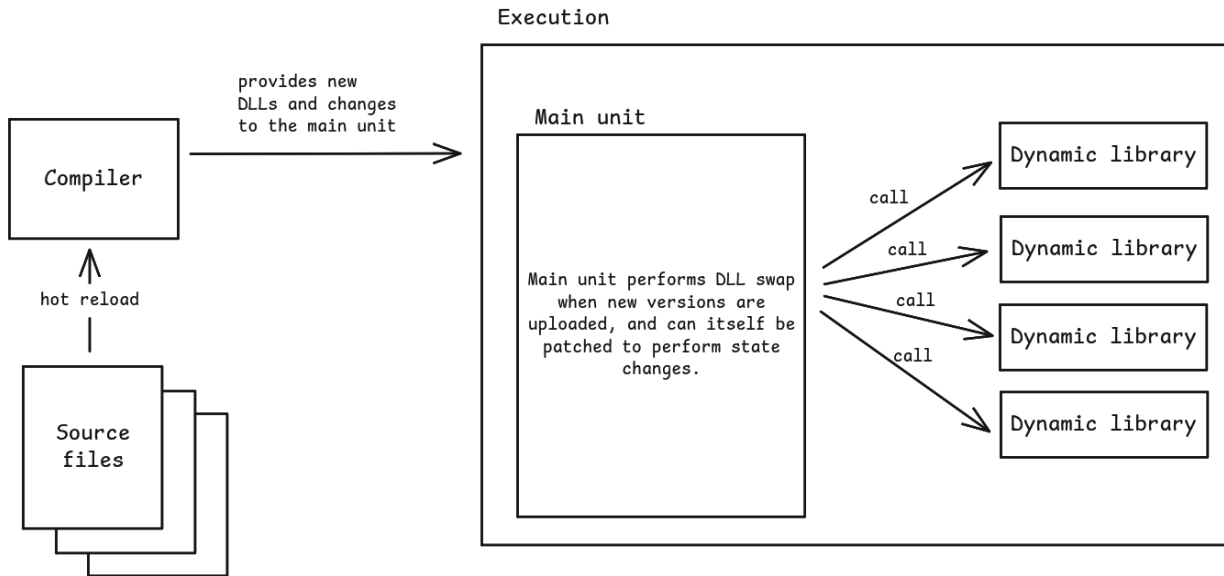 Execution
provides new
DLLs and changes
to the main unit
Compiler
hot reload
Source
files
Main unit
Main unit performs DLL swap
when new versions are
uploaded, and can itself be
patched to perform state
changes.
call
call
call
call
Dynamic library
Dynamic library
Dynamic library
Dynamic library